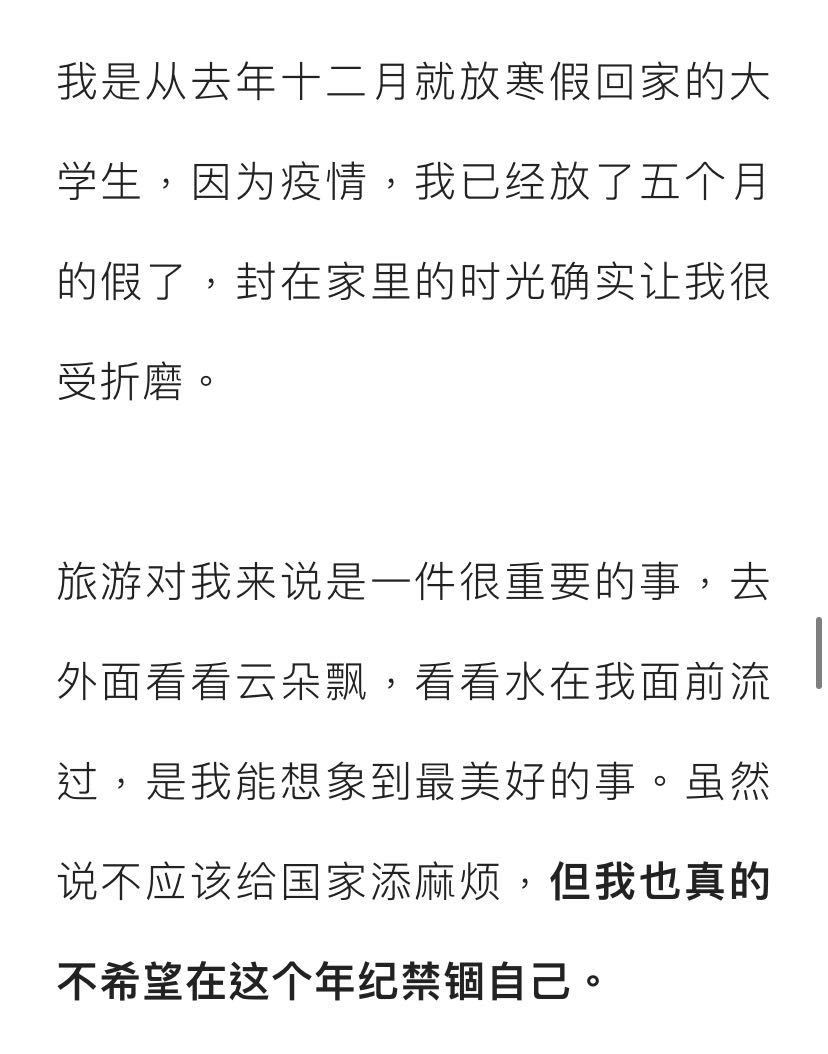 我是从去年十二月就放寒假回家的大
学生，因为疫情，我已经放了五个月
的假了，封在家里的时光确实让我很
受折磨。
旅游对我来说是一件很重要的事，去
外面看看云朵飘，看看水在我面前流
过，是我能想象到最美好的事。虽然
说不应该给国家添麻烦，但我也真的
不希望在这个年纪禁锢自己。